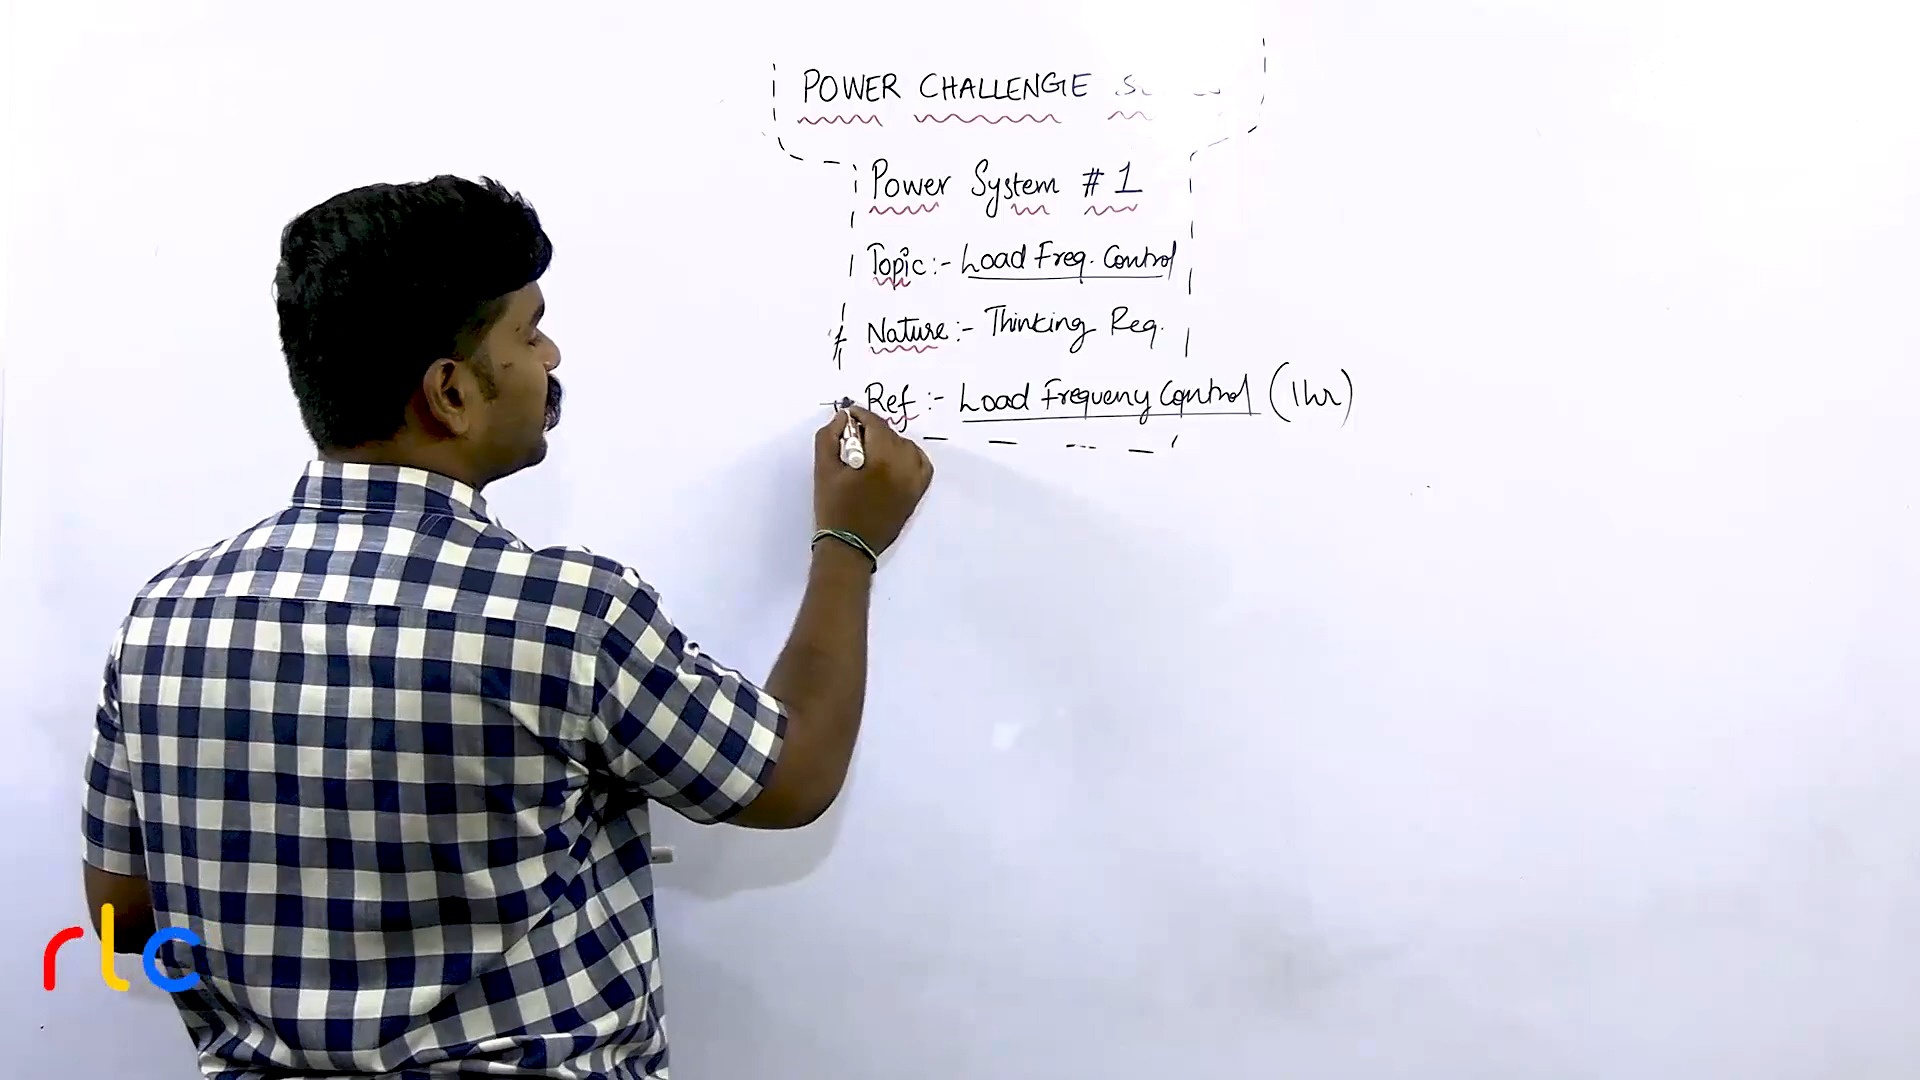 POWER CHALLENGE
Power System # 1
Topic :- Load Freq. Control
Nature :- Thinking Req.
Ref :- Load Frequency Control (1hr)
rlc